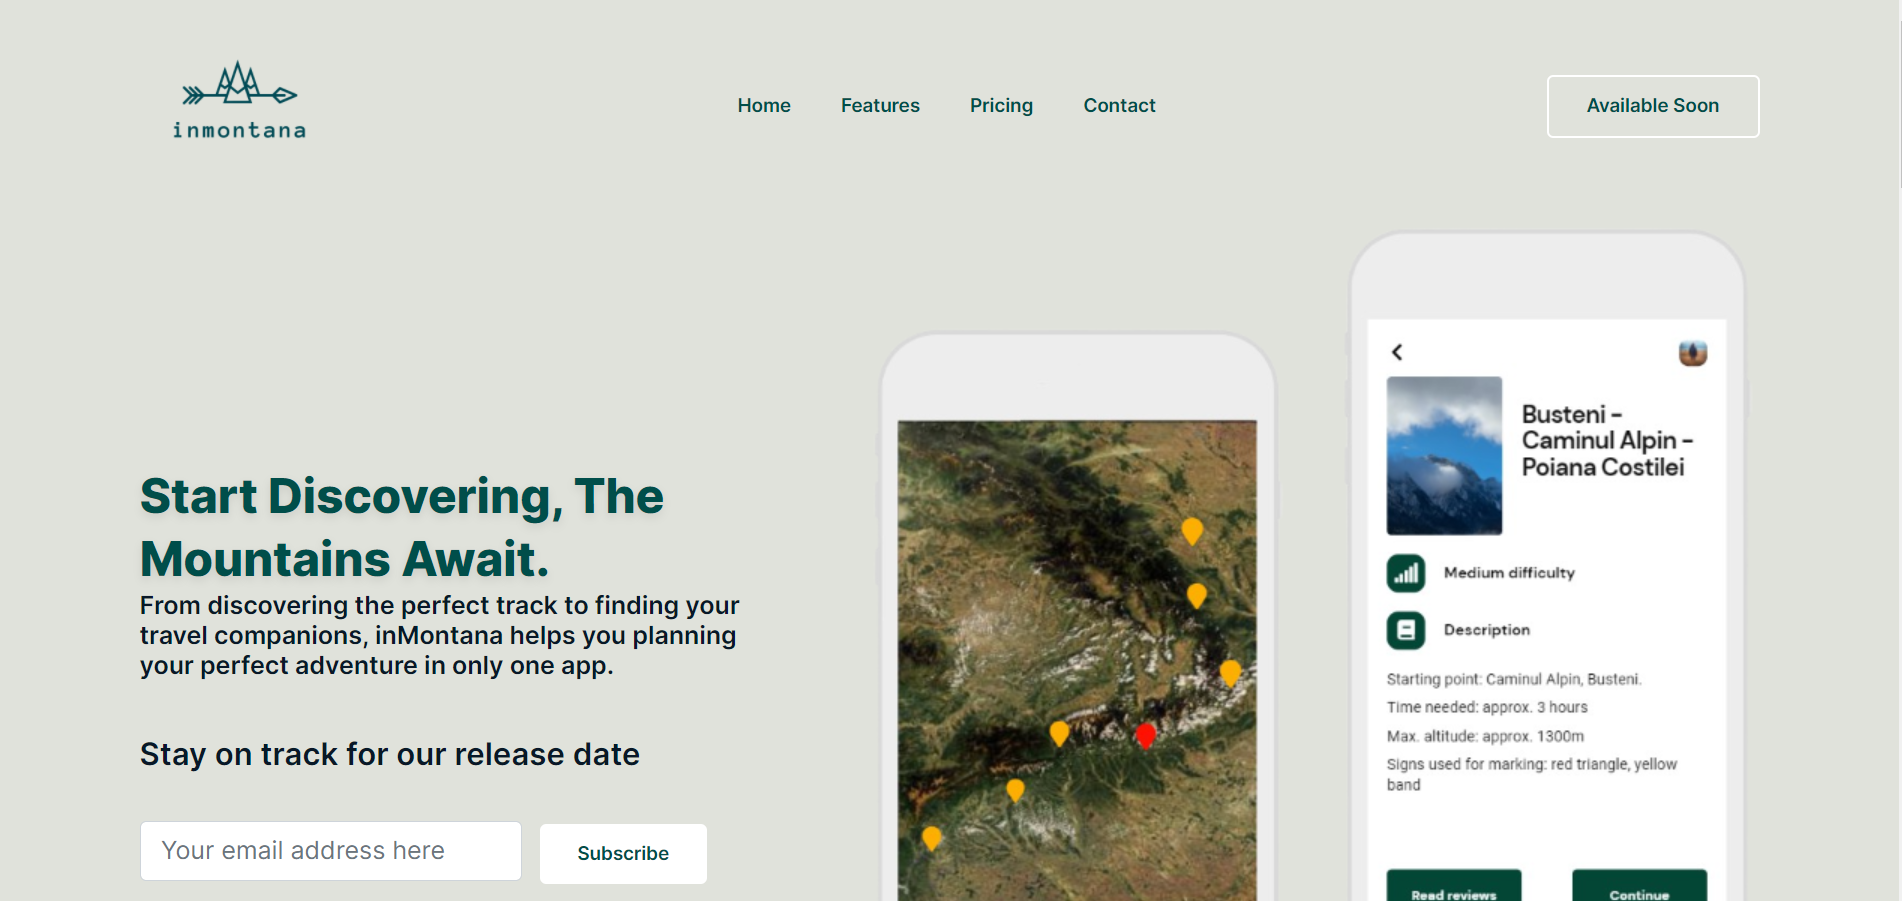 inmontana
Home
Features
Pricing
Contact
Available Soon
Start Discovering, The
Mountains Await.
From discovering the perfect track to finding your
travel companions, inMontana helps you planning
your perfect adventure in only one app.
Stay on track for our release date
Your email address here
Subscribe
Busteni -
Caminul Alpin -
Poiana Costilei
Medium difficulty
Description
Starting point: Caminul Alpin, Busteni.
Time needed: approx. 3 hours
Max. altitude: approx. 1300m
Signs used for marking: red triangle, yellow
band
Read reviews
Continue